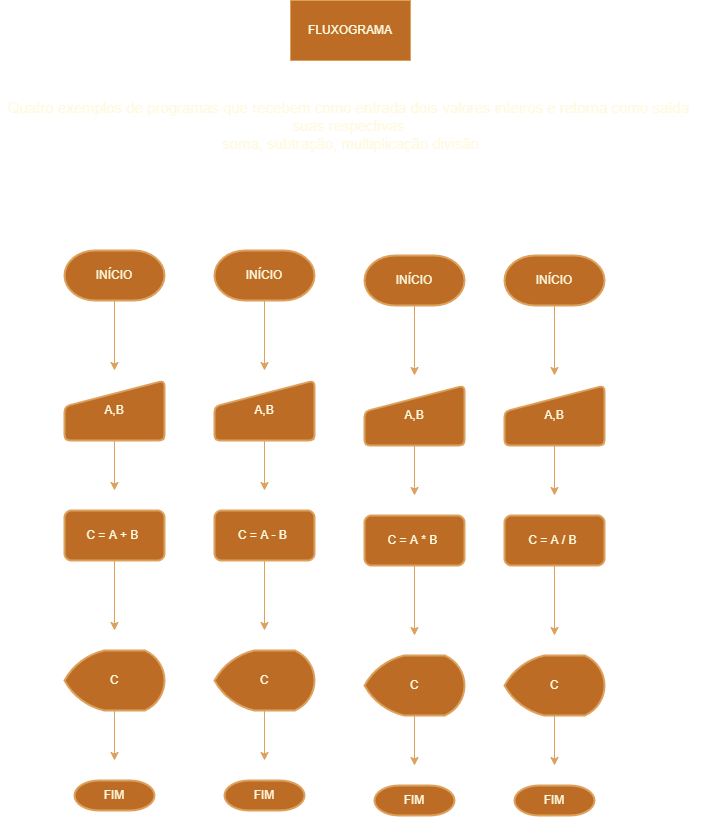 FLUXOGRAMA
Quatro exemplos de programas que recebem como entrada dois valores inteiros e retorna como saída
suas respectivas
soma, subtração, multiplicação divisão
INÍCIO INÍCIO INÍCIO INÍCIO
A,B A,B A,B A,B
C = A + B C = A - B C = A * B C = A / B
C C C C
FIM FIM FIM FIM